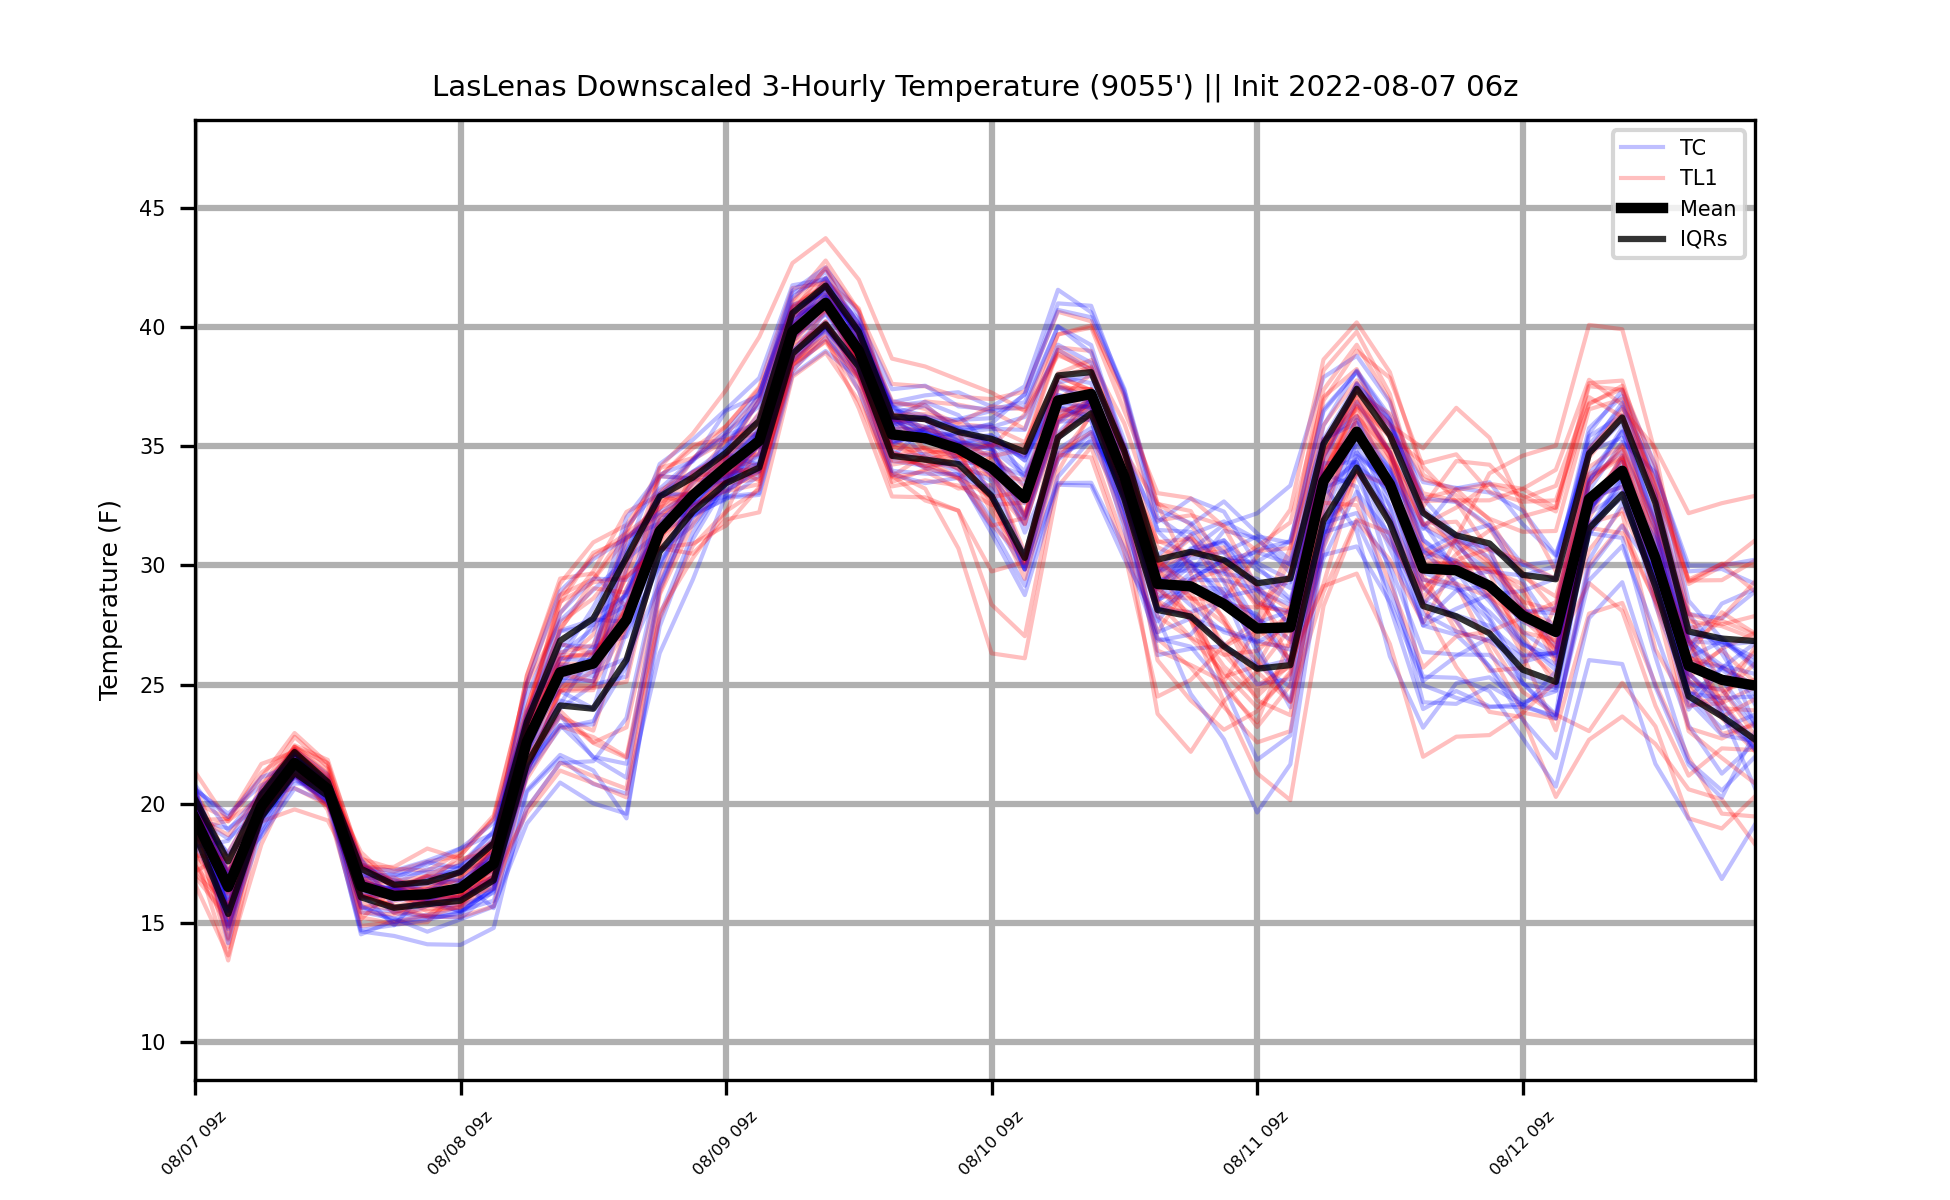 LasLenas Downscaled 3-Hourly Temperature (9055') || Init 2022-08-07 06z
TC
TL1
Mean
IQRs
Temperature (F)
45
40
35
30
25
20
15
10
08/07 09z
08/08 09z
08/09 09z
08/10 09z
08/11 09z
08/12 09z